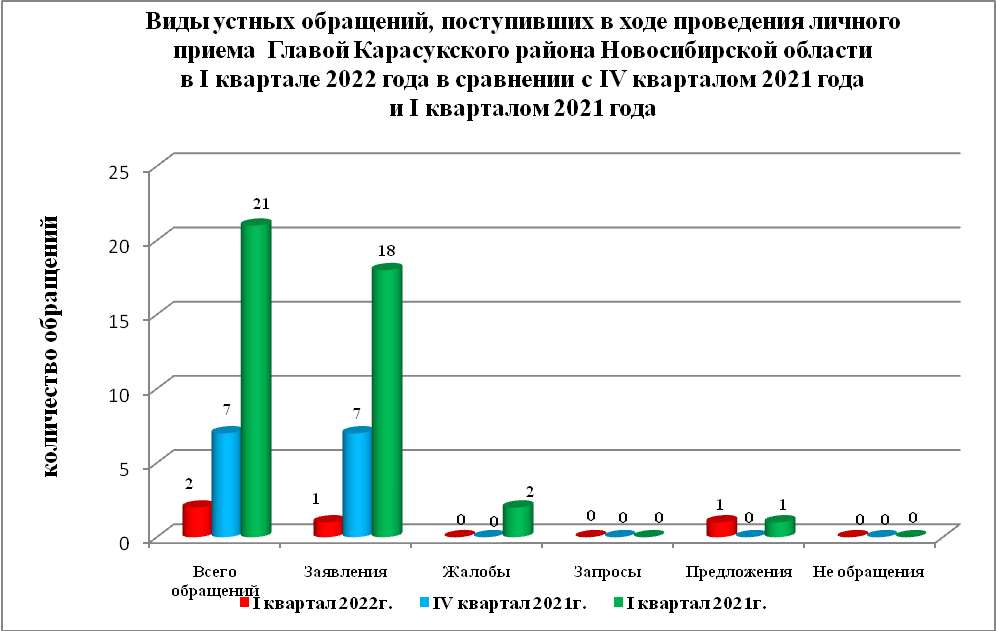 Виды устных обращений, поступивших в ходе проведения личного
приема Главой Карасукского района Новосибирской области
в I квартале 2022 года в сравнении с IV кварталом 2021 года
и I кварталом 2021 года
количество обращений
25
20
15
10
5
0
2
7
21
1
7
18
0
0
2
0
0
0
1
0
1
0
0
0
Всего
обращений
Заявления
Жалобы
Запросы
Предложения
Не обращения
I квартал 2022г.
IV квартал 2021г.
I квартал 2021г.